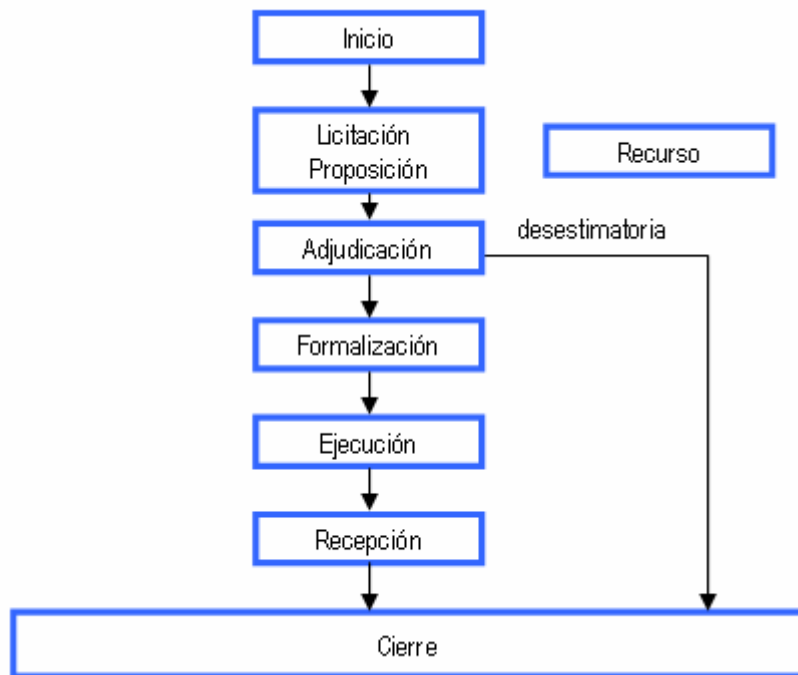 Inicio
Licitación
Proposición
Recurso
desestimatoria
Adjudicación
Formalización
Ejecución
Recepción
Cierre